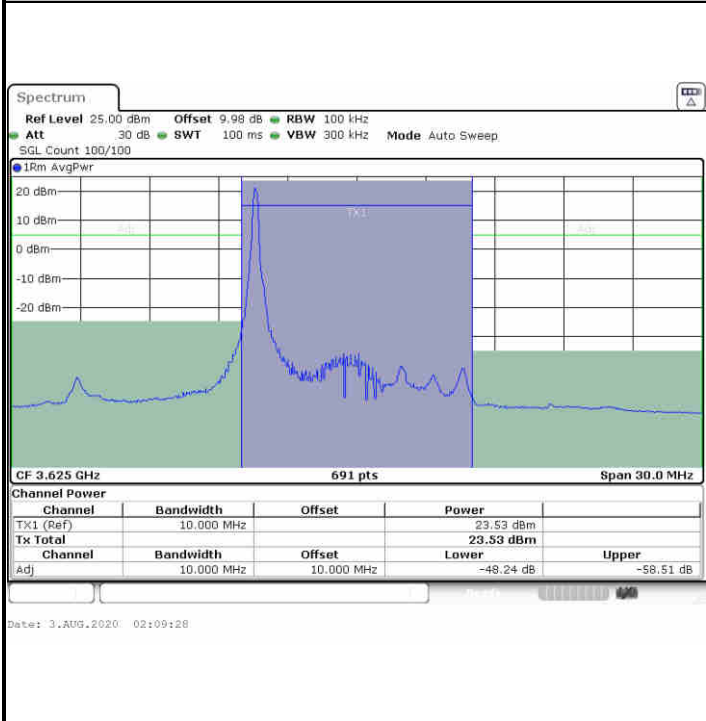 Spectrum
Ref Level 25.00 dBm Offset 9.98 dB RBW 100 kHz
Att 30 dB SWT 100 ms VBW 300 kHz Mode Auto Sweep
SGL Count 100/100
1Rm AvgPwr
20 dBm
TX1
10 dBm
Adj Adj
0 dBm
-10 dBm
-20 dBm
CF 3.625 GHz 691 pts Span 30.0 MHz
Channel Power
Channel Bandwidth Offset Power
TX1 (Ref) 10.000 MHz 23.53 dBm
Tx Total 23.53 dBm
Channel Bandwidth Offset Lower Upper
Adj 10.000 MHz 10.000 MHz -48.24 dB -58.51 dB
Date: 3.AUG.2020 02:09:28